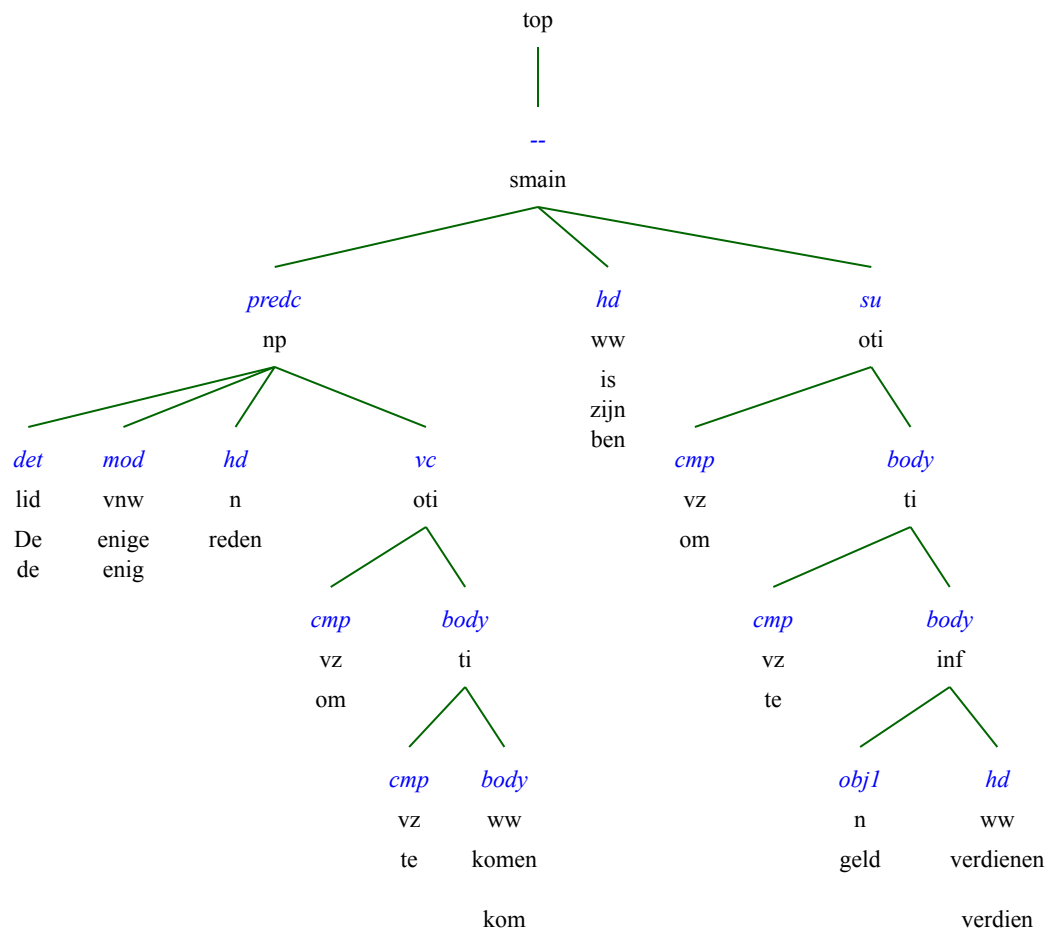 top
--
smain
predc hd su
np ww oti
is
zijn
ben
det mod hd vc cmp body
lid vnw n oti vz ti
De enige reden om
de enig
cmp body cmp body
vz ti vz inf
om te
cmp body obj1 hd
vz ww n ww
te komen geld verdienen
kom verdien